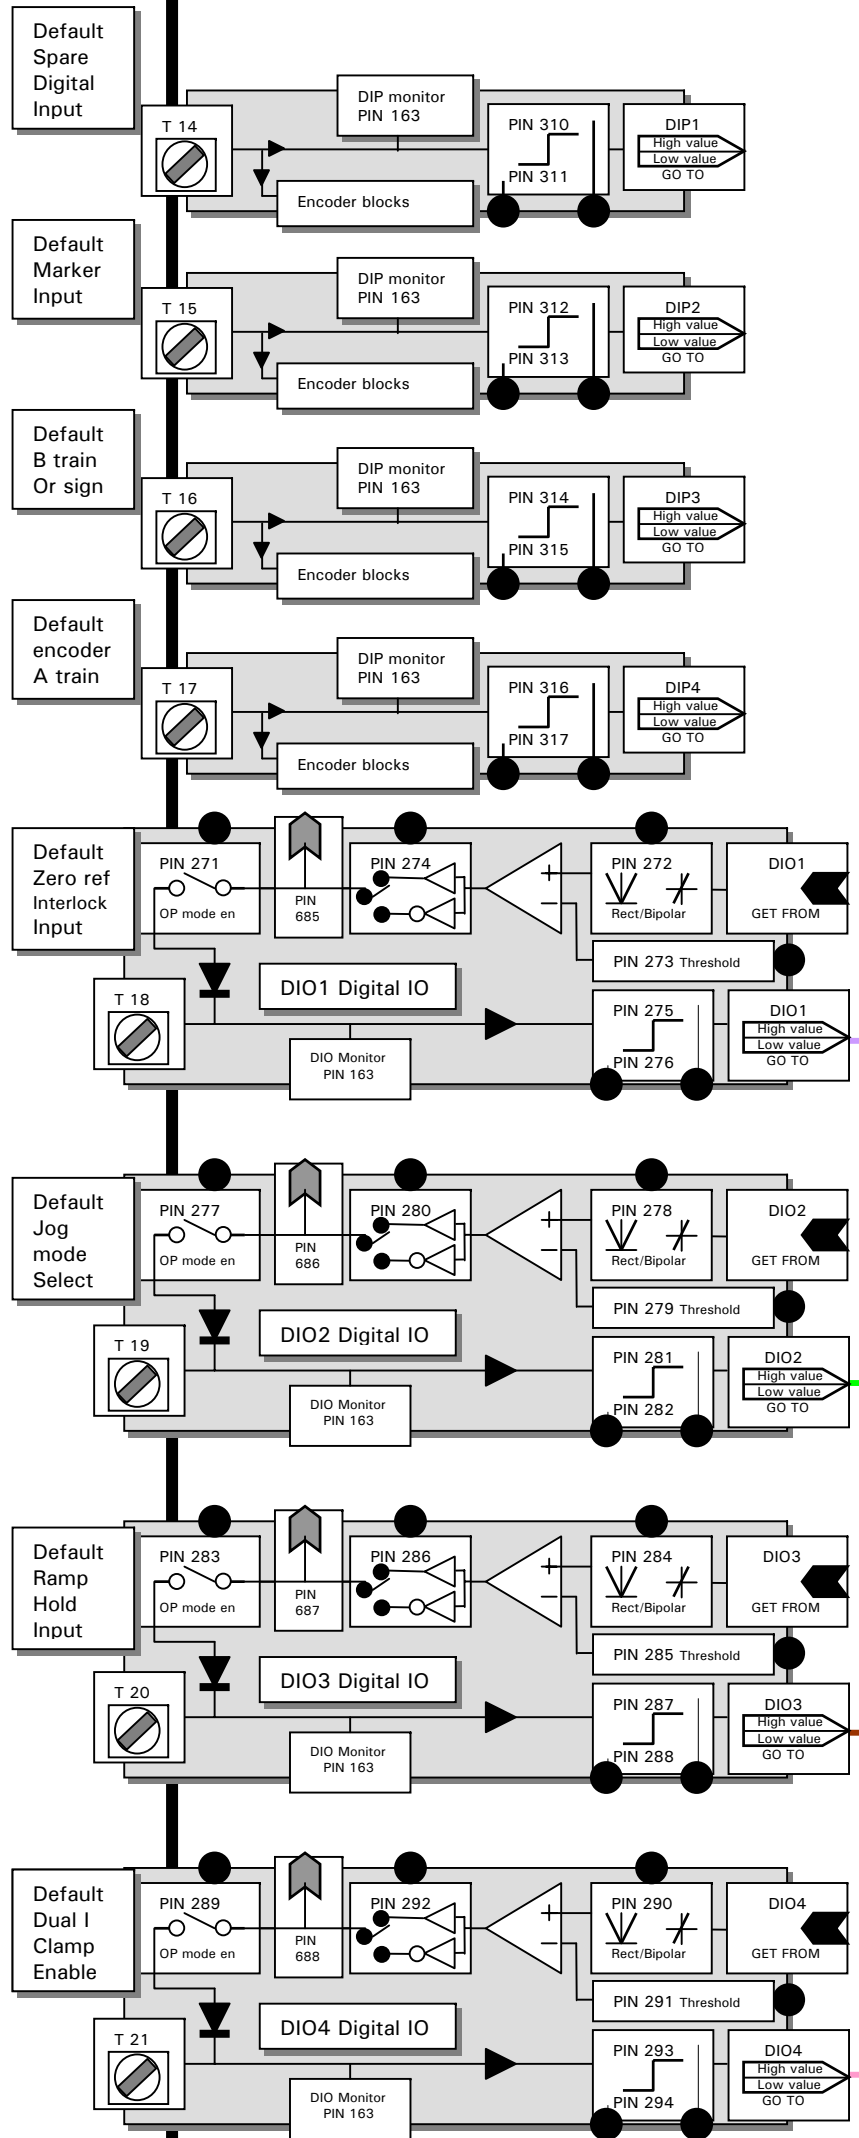 Default
Spare
Digital
Input
DIP monitor
PIN 163
T 14
PIN 310
PIN 311
DIP1
High value
Low value
GO TO
Encoder blocks
Default
Marker
Input
DIP monitor
PIN 163
T 15
PIN 312
PIN 313
DIP2
High value
Low value
GO TO
Encoder blocks
Default
B train
Or sign
DIP monitor
PIN 163
T 16
PIN 314
PIN 315
DIP3
High value
Low value
GO TO
Encoder blocks
Default
encoder
A train
DIP monitor
PIN 163
T 17
PIN 316
PIN 317
DIP4
High value
Low value
GO TO
Encoder blocks
Default
Zero ref
Interlock
Input
PIN 271
OP mode en
PIN
685
PIN 274
+
−
PIN 272
Rect/Bipolar
DIO1
GET FROM
PIN 273 Threshold
DIO1 Digital IO
T 18
DIO Monitor
PIN 163
PIN 275
PIN 276
DIO1
High value
Low value
GO TO
Default
Jog
mode
Select
PIN 277
OP mode en
PIN
686
PIN 280
+
−
PIN 278
Rect/Bipolar
DIO2
GET FROM
PIN 279 Threshold
DIO2 Digital IO
T 19
DIO Monitor
PIN 163
PIN 281
PIN 282
DIO2
High value
Low value
GO TO
Default
Ramp
Hold
Input
PIN 283
OP mode en
PIN
687
PIN 286
+
−
PIN 284
Rect/Bipolar
DIO3
GET FROM
PIN 285 Threshold
DIO3 Digital IO
T 20
DIO Monitor
PIN 163
PIN 287
PIN 288
DIO3
High value
Low value
GO TO
Default
Dual I
Clamp
Enable
PIN 289
OP mode en
PIN
688
PIN 292
+
−
PIN 290
Rect/Bipolar
DIO4
GET FROM
PIN 291 Threshold
DIO4 Digital IO
T 21
DIO Monitor
PIN 163
PIN 293
PIN 294
DIO4
High value
Low value
GO TO